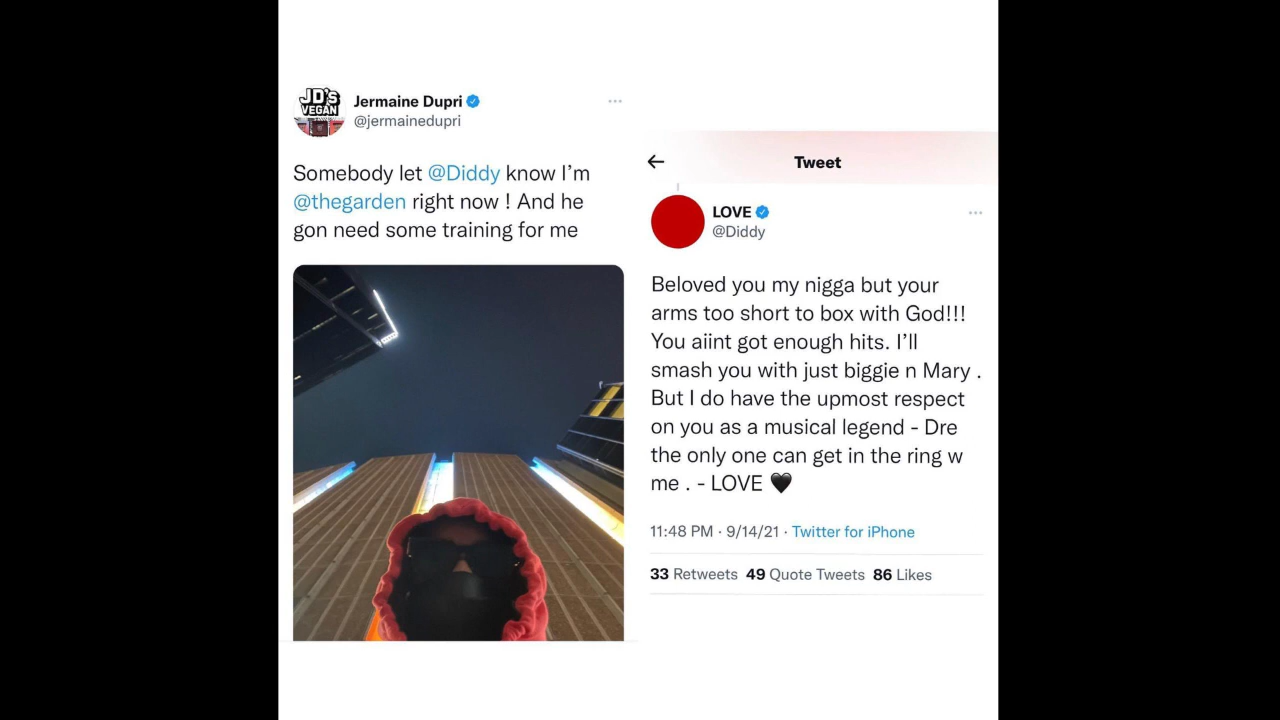 JD'S
VEGAN
Jermaine Dupri
@jermainedupri
Somebody let @Diddy know I’m
@thegarden right now ! And he
gon need some training for me
Tweet
LOVE
@Diddy
Beloved you my nigga but your
arms too short to box with God!!!
You aiint got enough hits. I’ll
smash you with just biggie n Mary .
But I do have the upmost respect
on you as a musical legend - Dre
the only one can get in the ring w
me . - LOVE 🖤
11:48 PM · 9/14/21 · Twitter for iPhone
33 Retweets 49 Quote Tweets 86 Likes